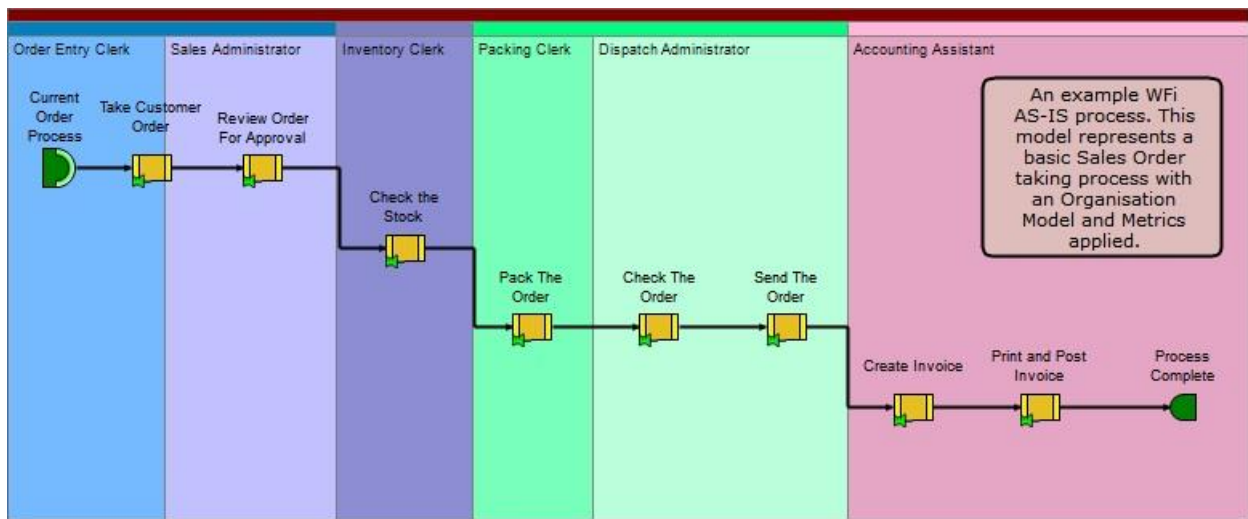 Order Entry Clerk
Sales Administrator
Inventory Clerk
Packing Clerk
Dispatch Administrator
Accounting Assistant
Current
Order
Process
Take Customer
Order
Review Order
For Approval
Check the
Stock
Pack The
Order
Check The
Order
Send The
Order
Create Invoice
Print and Post
Invoice
Process
Complete
An example WFi
AS-IS process. This
model represents a
basic Sales Order
taking process with
an Organisation
Model and Metrics
applied.